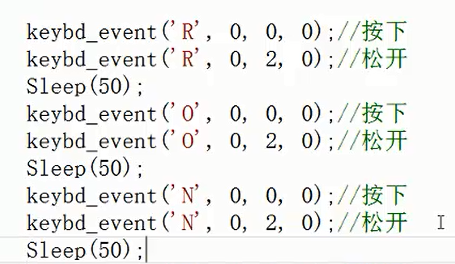 keybd_event('R', 0, 0, 0);//按下
keybd_event('R', 0, 2, 0);//松开
Sleep(50);
keybd_event('O', 0, 0, 0);//按下
keybd_event('O', 0, 2, 0);//松开
Sleep(50);
keybd_event('N', 0, 0, 0);//按下
keybd_event('N', 0, 2, 0);//松开
Sleep(50);